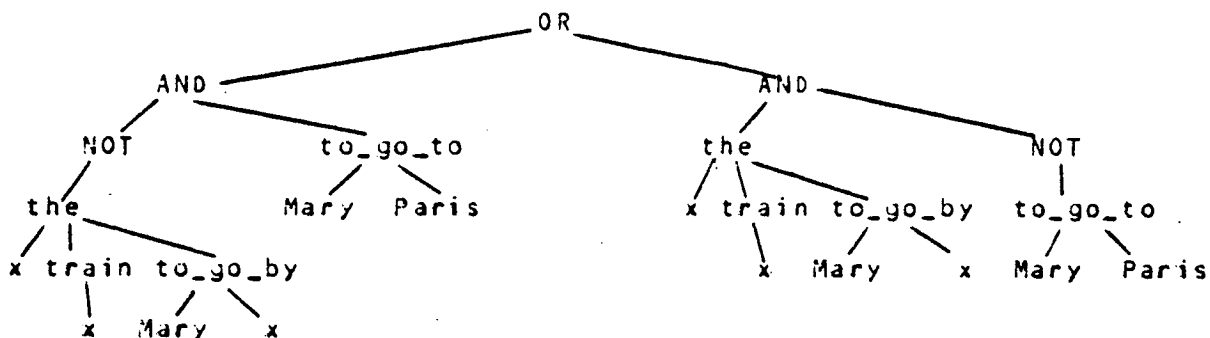 OR
AND AND
NOT to_go_to the NOT
the Mary Paris x train to_go_by to_go_to
x train to_go_by x Mary x Mary Paris
x Mary x